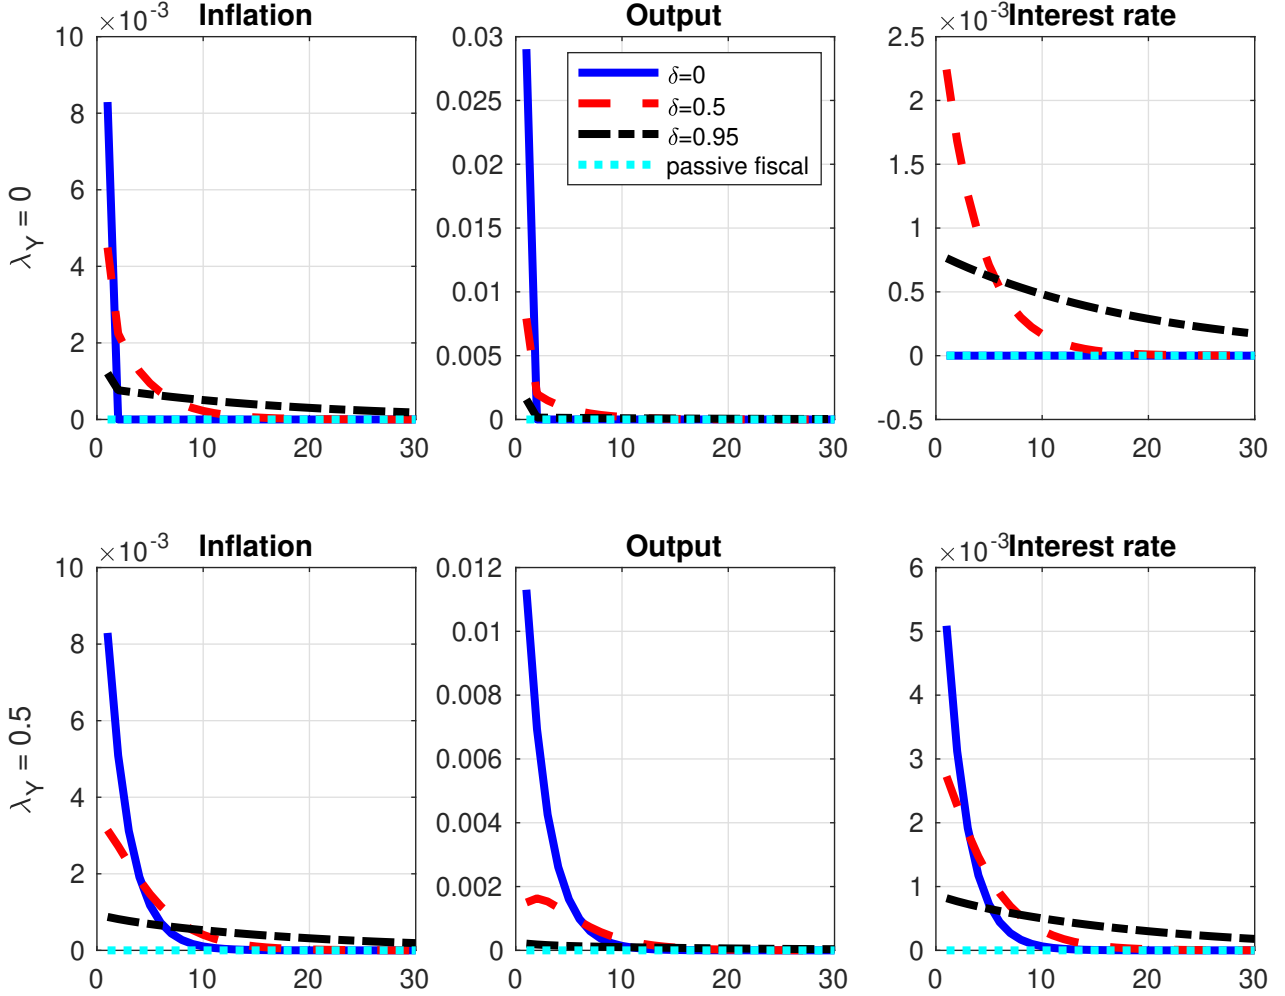 ×10⁻³ Inflation
Output
×10⁻³ Interest rate
λ_Y = 0
10
8
6
4
2
0
0 10 20 30
0.03
0.025
0.02
0.015
0.01
0.005
0
0 10 20 30
δ=0
δ=0.5
δ=0.95
passive fiscal
2.5
2
1.5
1
0.5
0
-0.5
0 10 20 30
×10⁻³ Inflation
Output
×10⁻³ Interest rate
λ_Y = 0.5
10
8
6
4
2
0
0 10 20 30
0.012
0.01
0.008
0.006
0.004
0.002
0
0 10 20 30
6
5
4
3
2
1
0
0 10 20 30